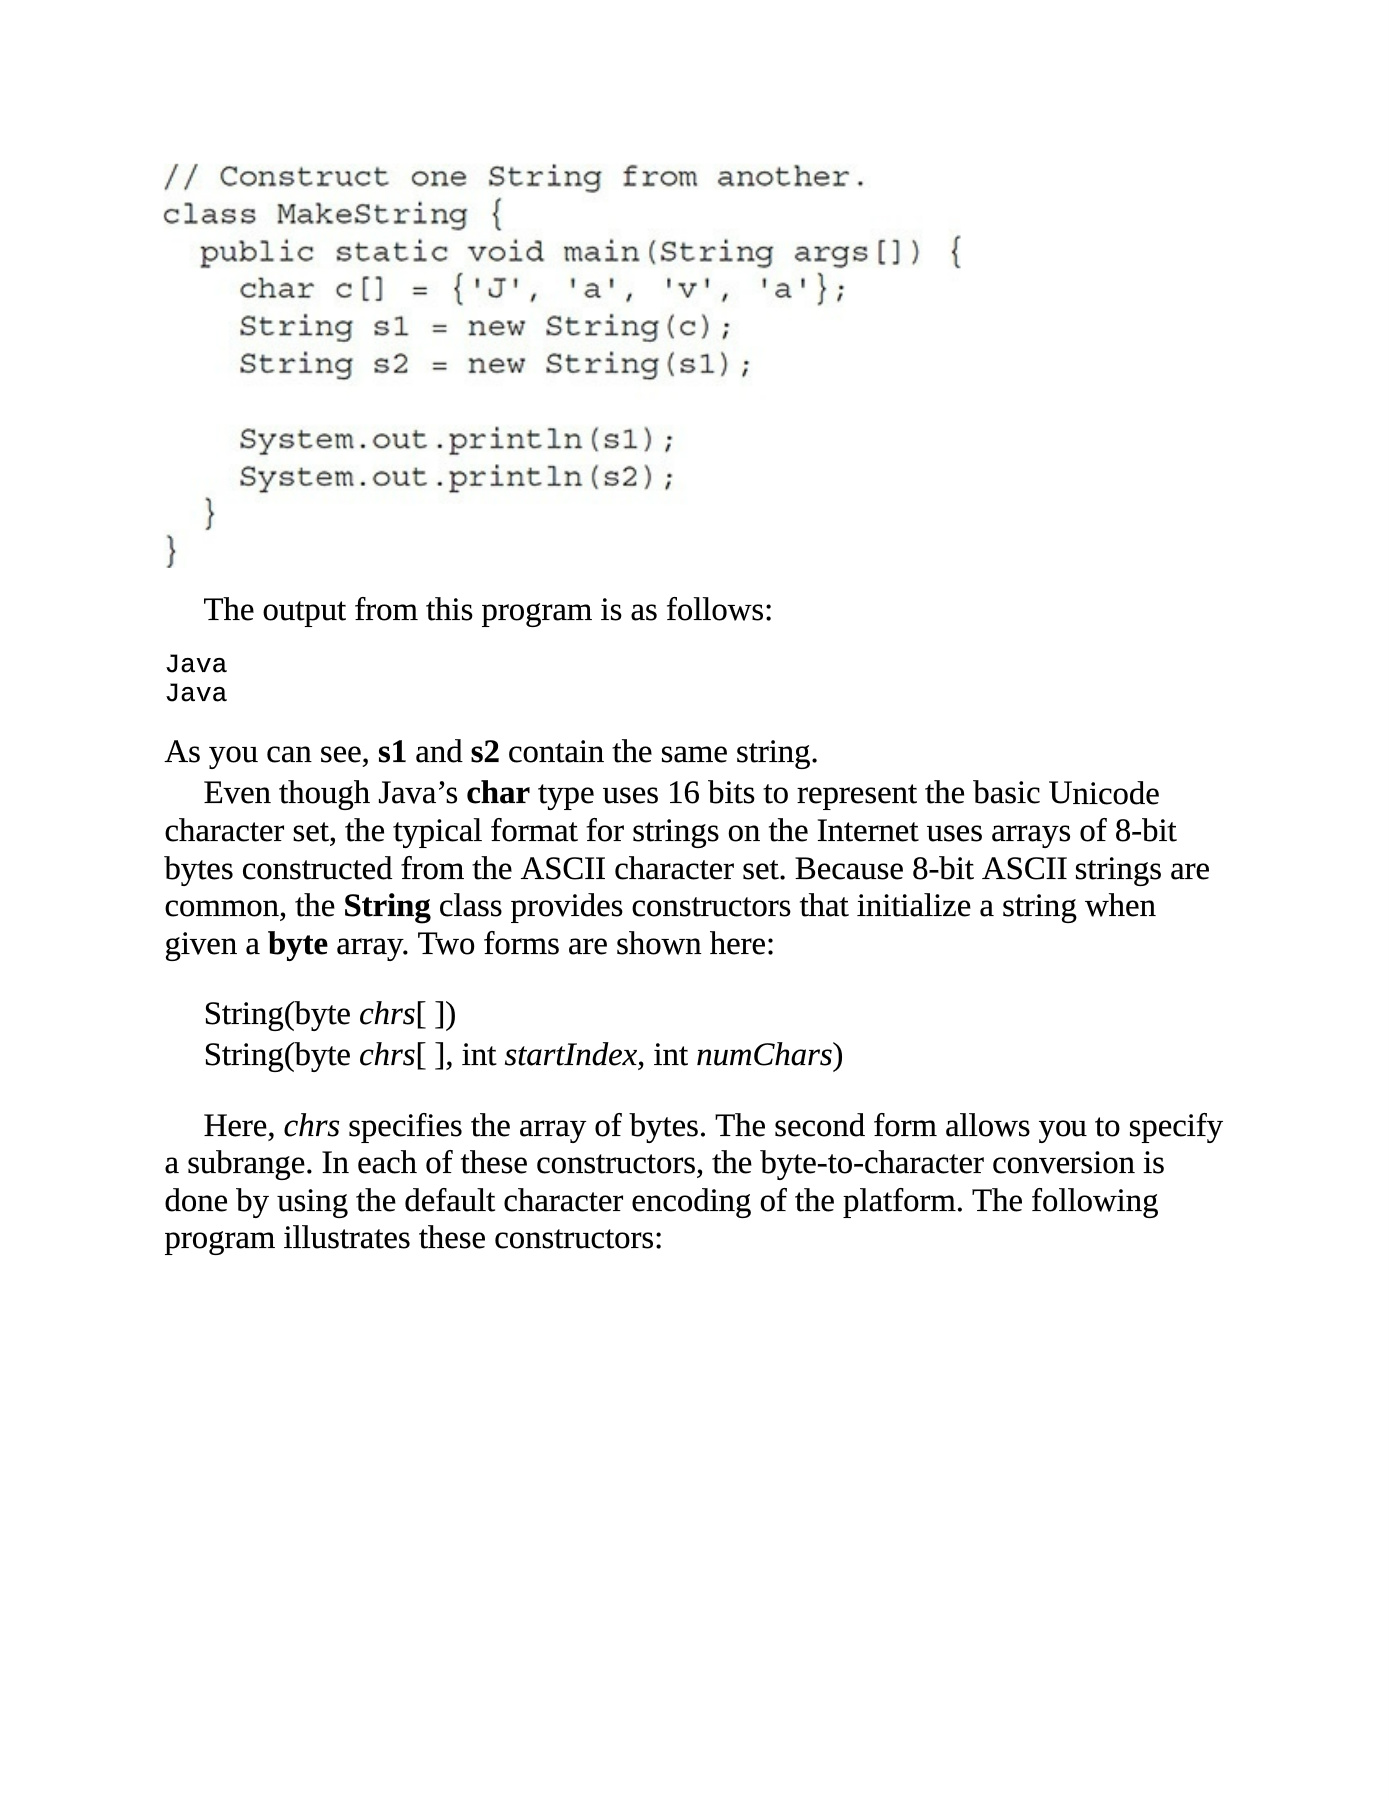 // Construct one String from another.
class MakeString {
  public static void main(String args[]) {
    char c[] = {'J', 'a', 'v', 'a'};
    String s1 = new String(c);
    String s2 = new String(s1);

    System.out.println(s1);
    System.out.println(s2);
  }
}
The output from this program is as follows:
Java
Java
As you can see, s1 and s2 contain the same string.
Even though Java’s char type uses 16 bits to represent the basic Unicode
character set, the typical format for strings on the Internet uses arrays of 8-bit
bytes constructed from the ASCII character set. Because 8-bit ASCII strings are
common, the String class provides constructors that initialize a string when
given a byte array. Two forms are shown here:
String(byte chrs[ ])
String(byte chrs[ ], int startIndex, int numChars)
Here, chrs specifies the array of bytes. The second form allows you to specify
a subrange. In each of these constructors, the byte-to-character conversion is
done by using the default character encoding of the platform. The following
program illustrates these constructors: